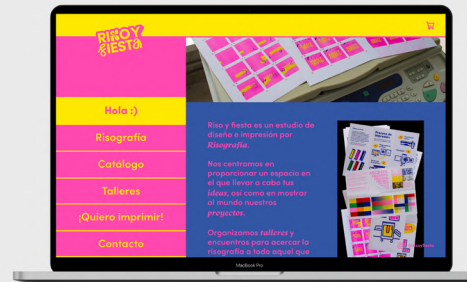 RISOY
FIESTA
Hola :)
Risografía
Catálogo
Talleres
¡Quiero imprimir!
Contacto
Riso y fiesta es un estudio de
diseño e impresión por
Risografía.
Nos centramos en
proporcionar un espacio en
el que llevar a cabo tus
ideas, así como en mostrar
al mundo nuestros
proyectos.
Organizamos talleres y
encuentros para acercar la
risografía a todo aquel que
MacBook Pro